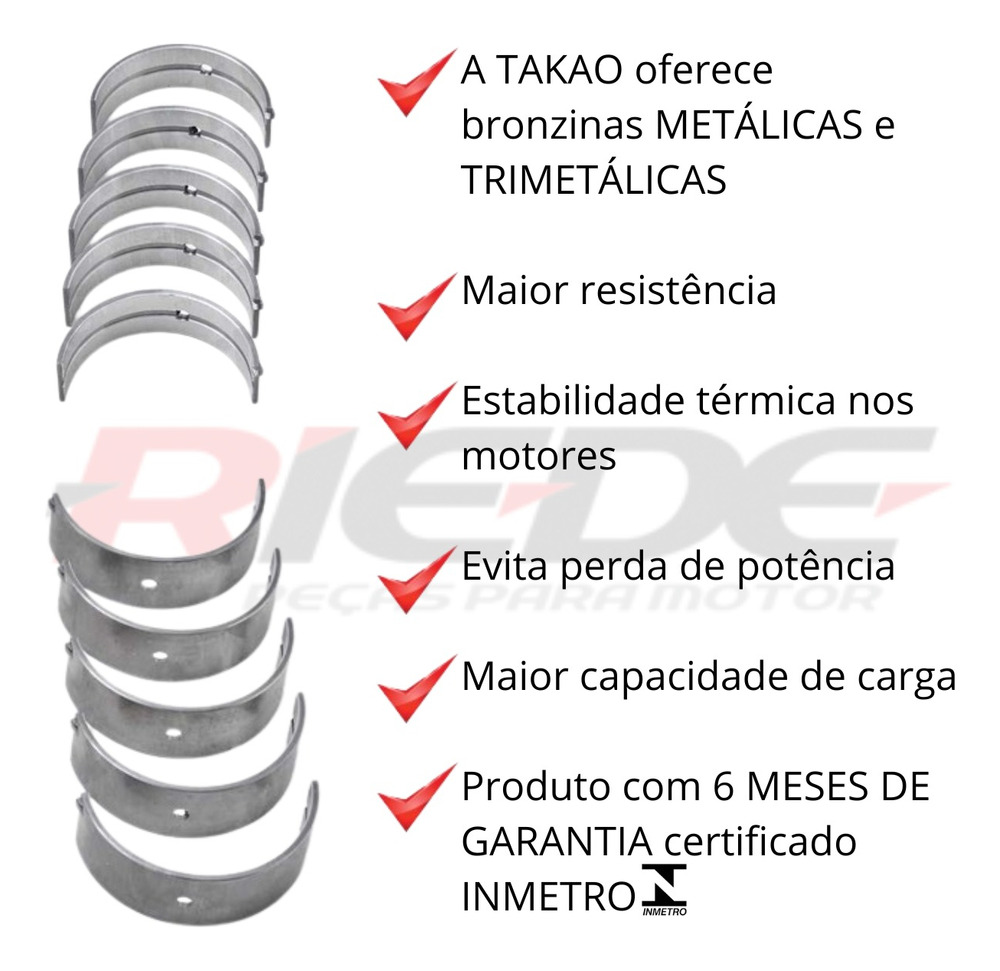 A TAKAO oferece
bronzinas METÁLICAS e
TRIMETÁLICAS
Maior resistência
Estabilidade térmica nos
motores
RIEDE
PEÇAS PARA MOTOR
Evita perda de potência
Maior capacidade de carga
Produto com 6 MESES DE
GARANTIA certificado
INMETRO
INMETRO